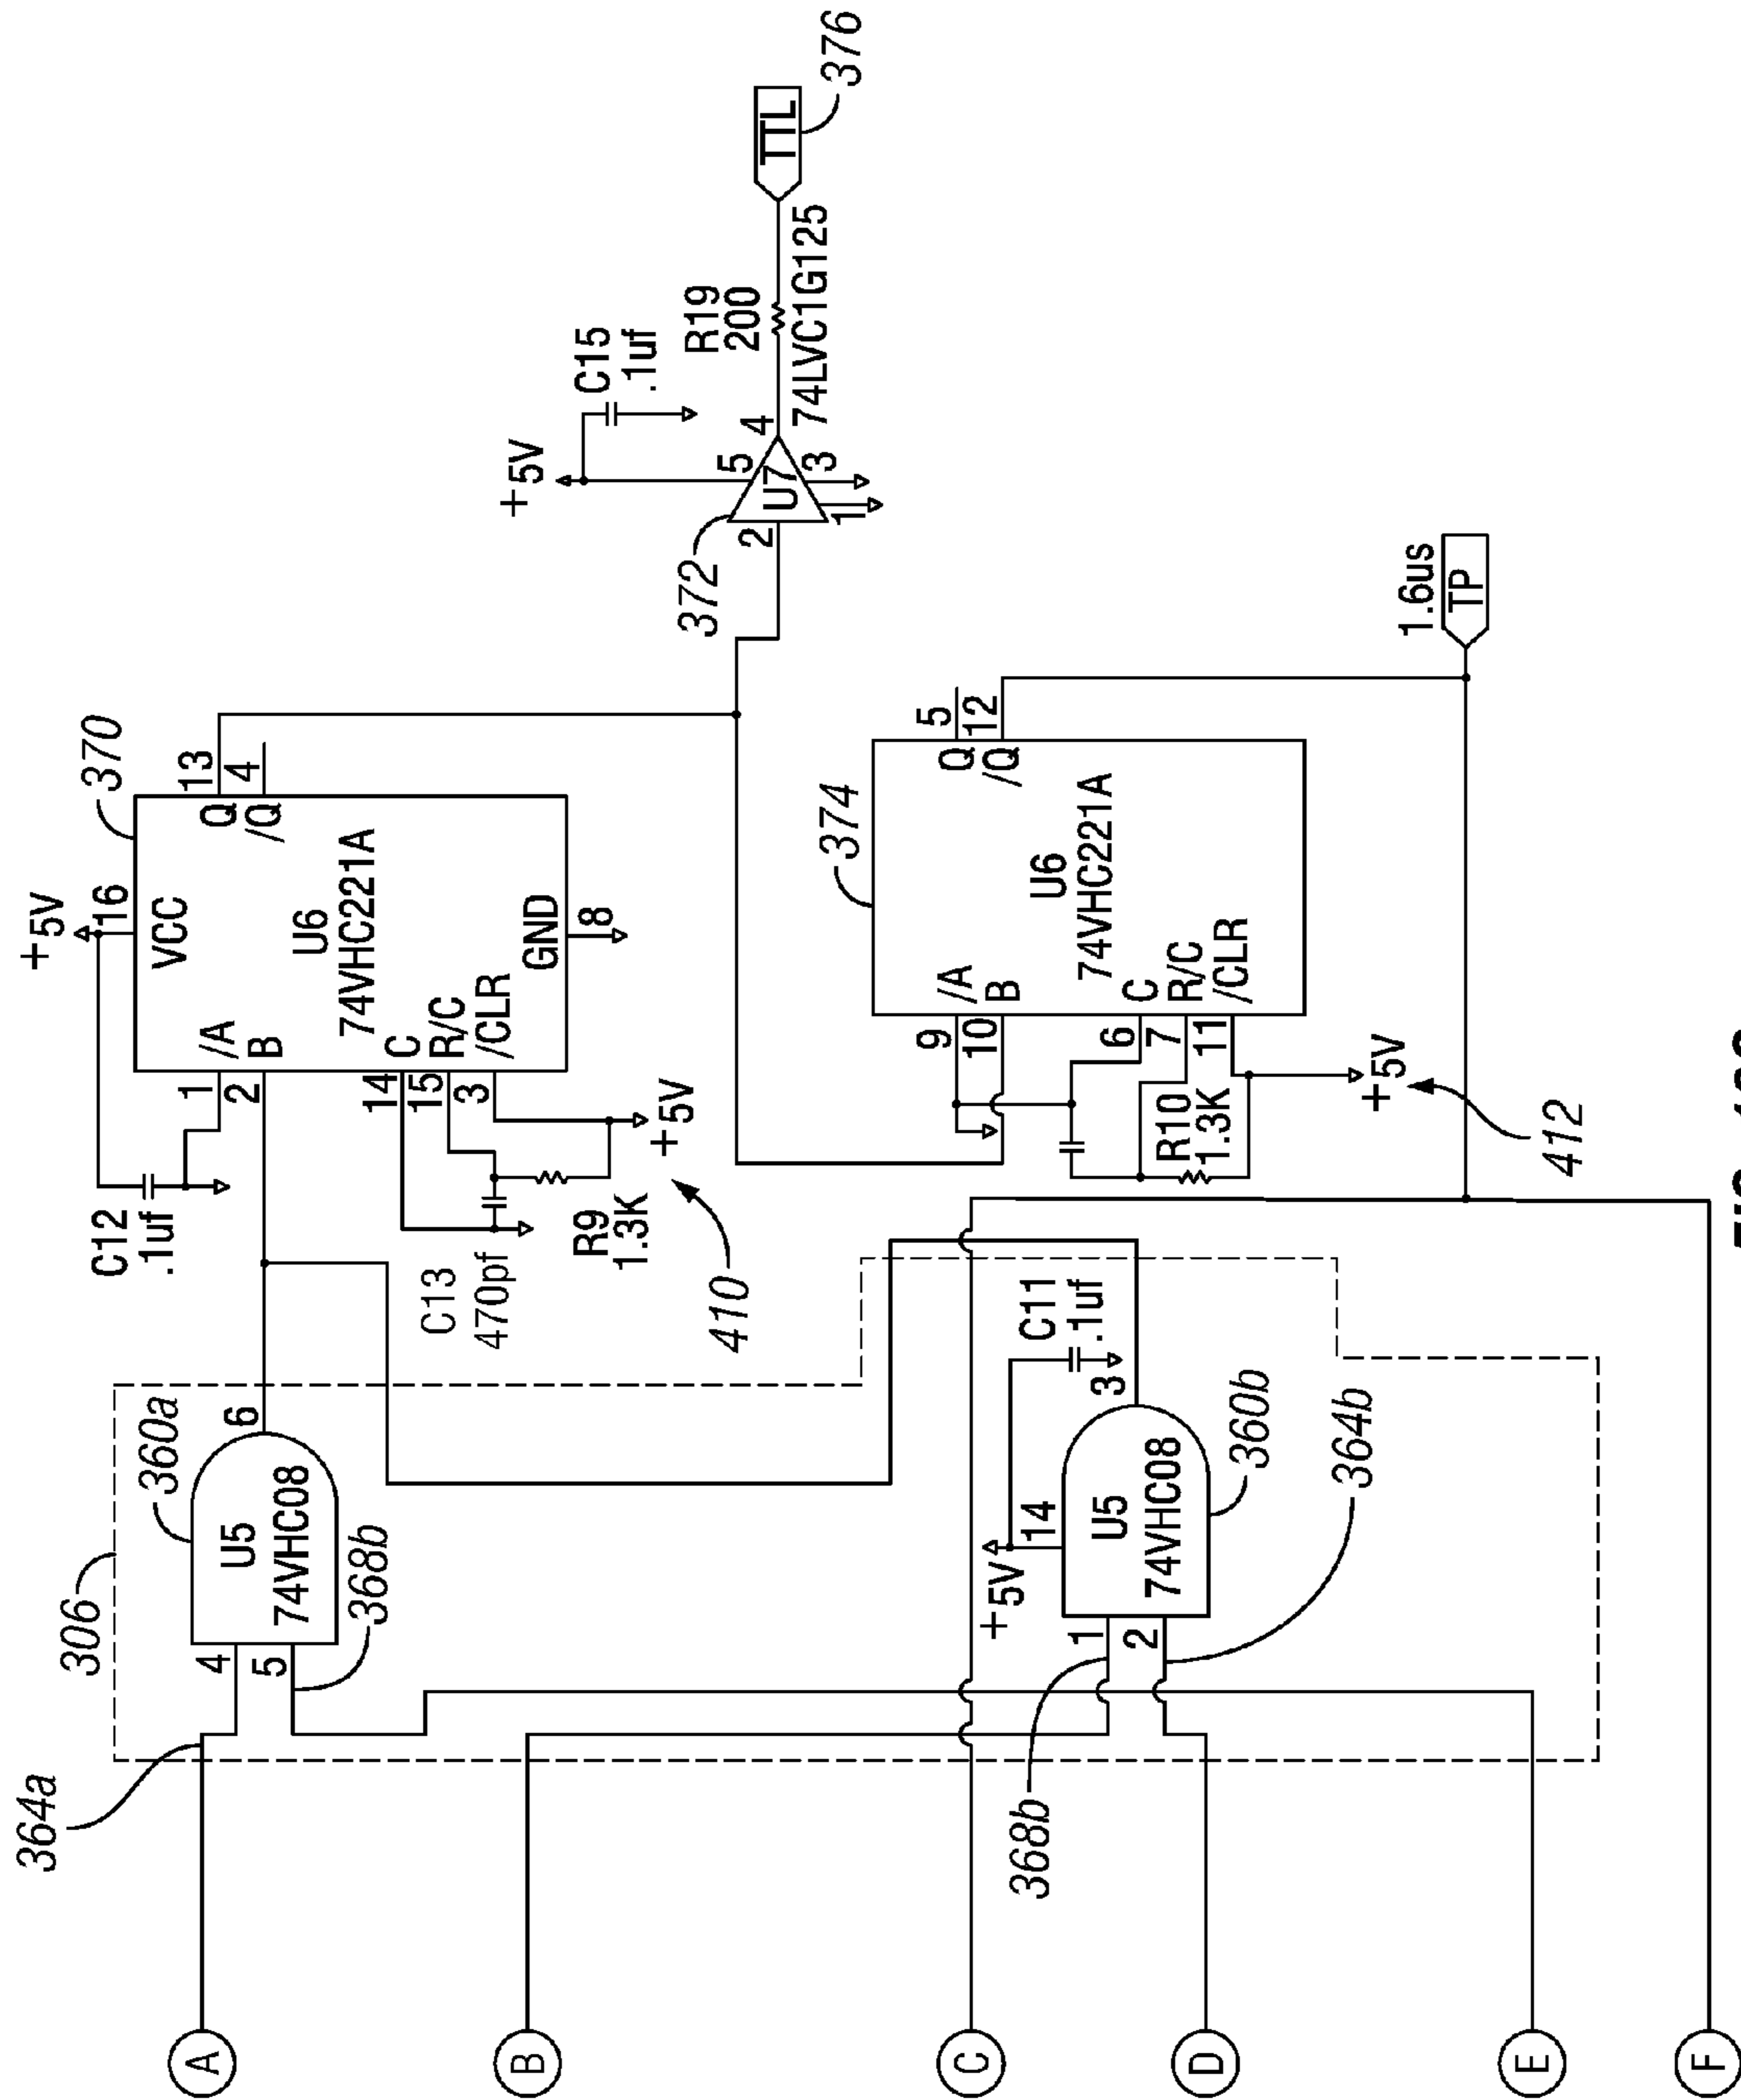 +5V
16
VCC
370
C12
.1uf
1
/A
2
B
U6
74VHC221A
Q
13
/Q
4
14
C
15
R/C
3
/CLR
GND
8
C13
470pf
R9
1.3K
+5V
410
306
360a
U5
74VHC08
4
5
6
364a
368b
+5V
C15
.1uf
372
2
5
U7
4
1
3
R19
200
74LVC1G125
TTL
376
374
9
/A
10
B
U6
74VHC221A
Q
5
/Q
12
6
C
7
R/C
11
/CLR
R10
1.3K
+5V
412
1.6us
TP
+5V
14
C11
.1uf
3
1
2
U5
74VHC08
360b
368b
364b
A
B
C
D
E
F